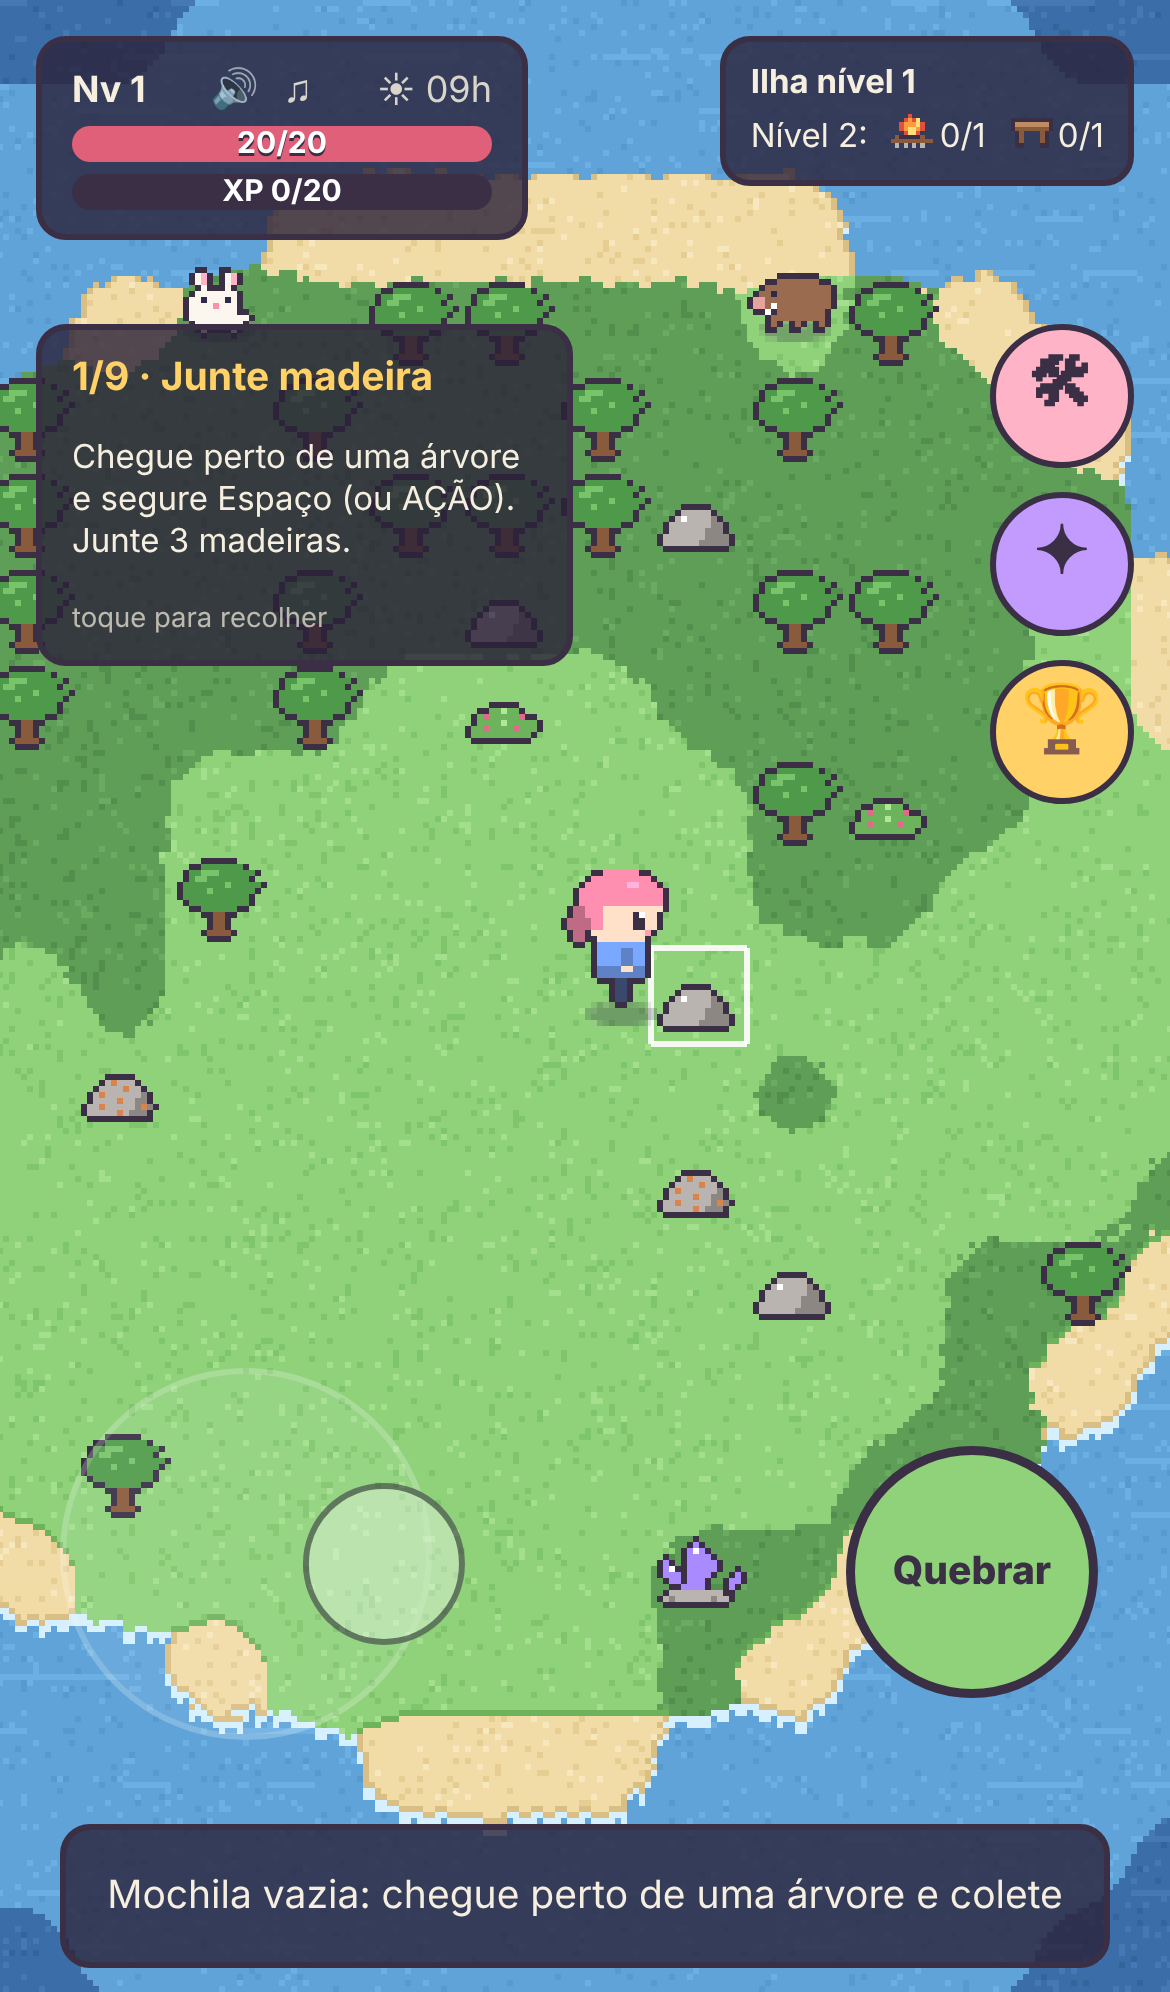 Nv 1 09h
20/20
XP 0/20
Ilha nível 1
Nível 2: 0/1 0/1
1/9 · Junte madeira
Chegue perto de uma árvore
e segure Espaço (ou AÇÃO).
Junte 3 madeiras.
toque para recolher
Quebrar
Mochila vazia: chegue perto de uma árvore e colete